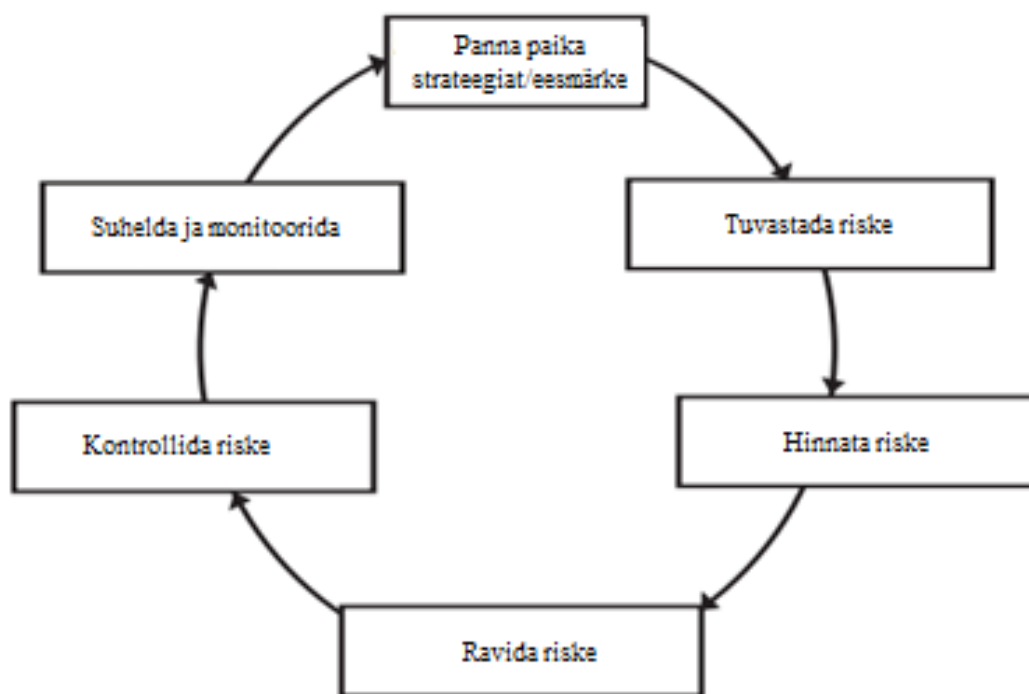 Panna paika
strateegiat/eesmärke
Tuvastada riske
Hinnata riske
Ravida riske
Kontrollida riske
Suhelda ja monitoorida